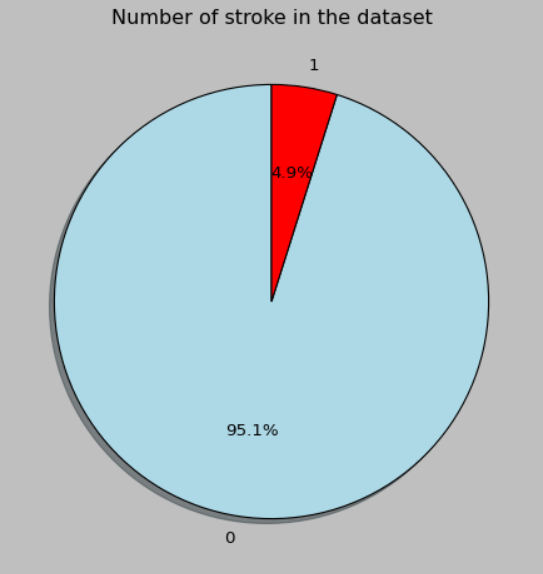 Number of stroke in the dataset
1
4.9%
95.1%
0